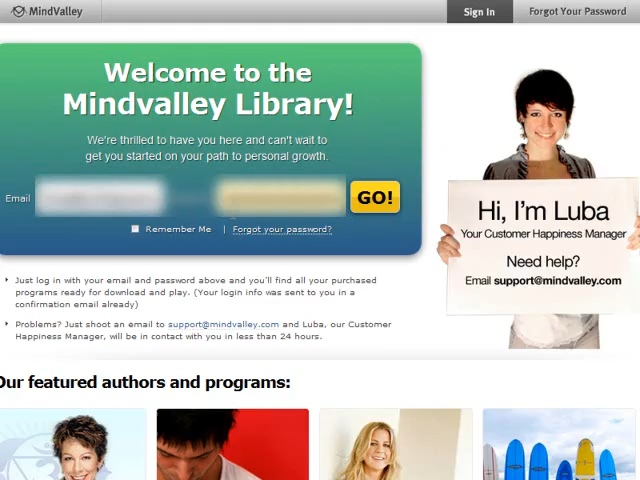 MindValley
Sign In
Forgot Your Password
Welcome to the
Mindvalley Library!
We're thrilled to have you here and can't wait to
get you started on your path to personal growth.
Email
GO!
Remember Me | Forgot your password?
Hi, I'm Luba
Your Customer Happiness Manager
Need help?
Email support@mindvalley.com
Just log in with your email and password above and you'll find all your purchased
programs ready for download and play. (Your login info was sent to you in a
confirmation email already)
Problems? Just shoot an email to support@mindvalley.com and Luba, our Customer
Happiness Manager, will be in contact with you in less than 24 hours.
Our featured authors and programs: